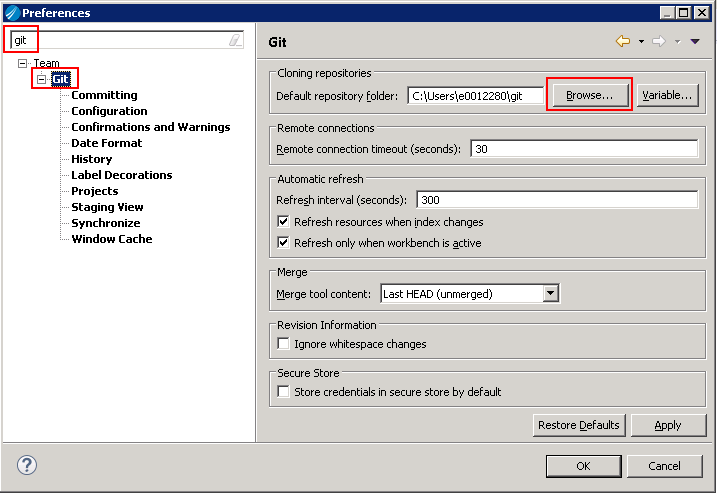 Preferences
git
Team
Git
Committing
Configuration
Confirmations and Warnings
Date Format
History
Label Decorations
Projects
Staging View
Synchronize
Window Cache
Git
Cloning repositories
Default repository folder: C:\Users\e0012280\git Browse... Variable...
Remote connections
Remote connection timeout (seconds): 30
Automatic refresh
Refresh interval (seconds): 300
Refresh resources when index changes
Refresh only when workbench is active
Merge
Merge tool content: Last HEAD (unmerged)
Revision Information
Ignore whitespace changes
Secure Store
Store credentials in secure store by default
Restore Defaults Apply
? OK Cancel